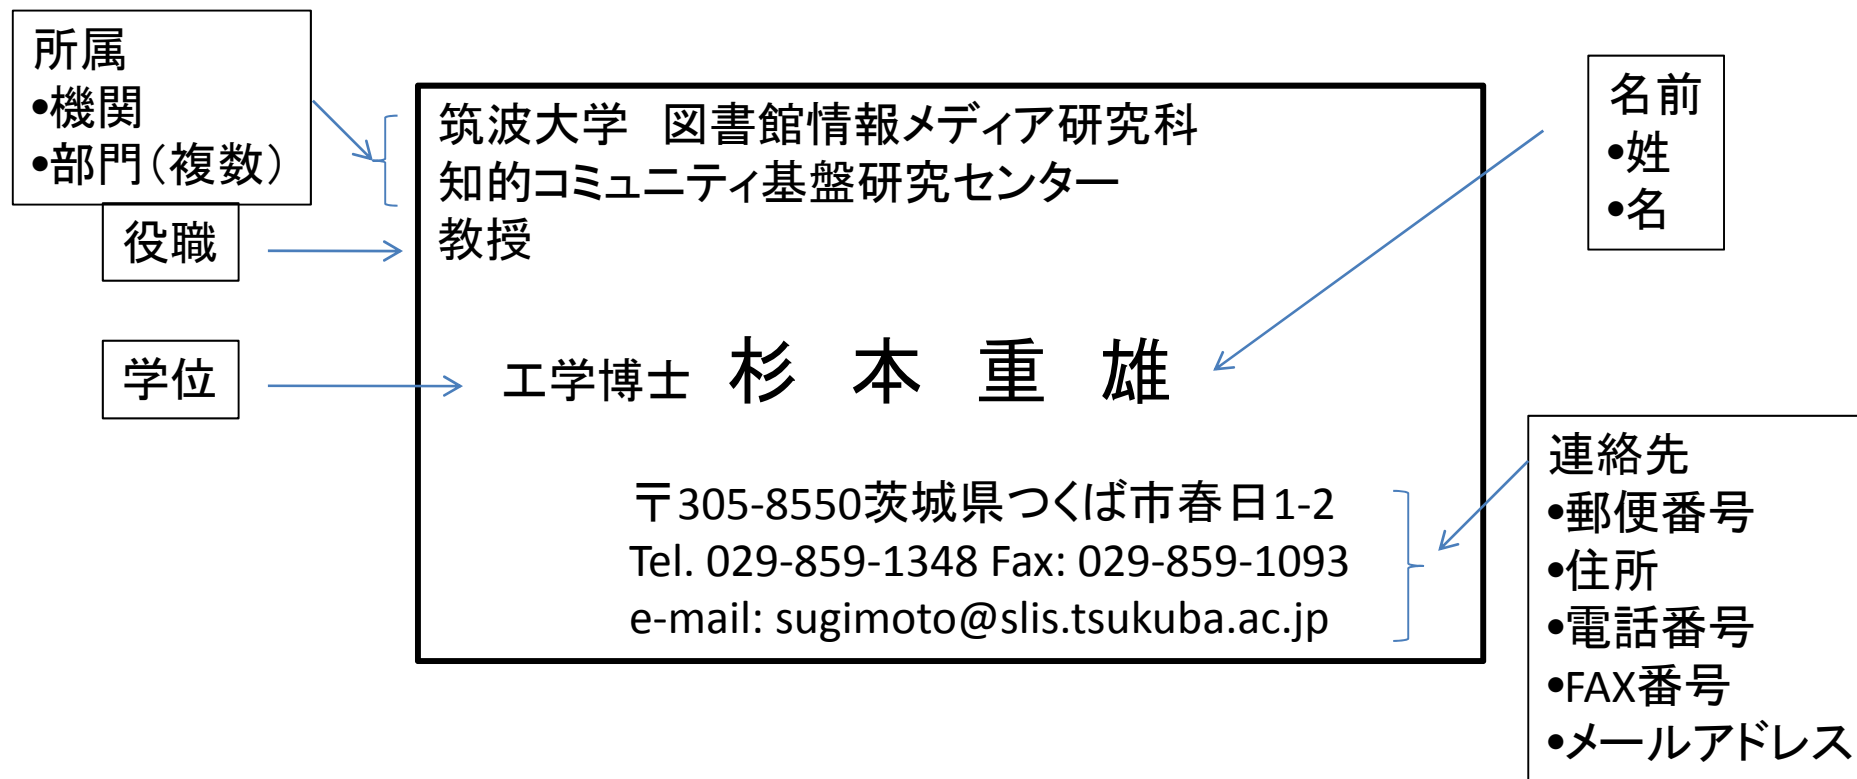 所属
•機関
•部門（複数）
役職
学位
筑波大学　図書館情報メディア研究科
知的コミュニティ基盤研究センター
教授
工学博士 杉　本　重　雄
〒305-8550茨城県つくば市春日1-2
Tel. 029-859-1348 Fax: 029-859-1093
e-mail: sugimoto@slis.tsukuba.ac.jp
名前
•姓
•名
連絡先
•郵便番号
•住所
•電話番号
•FAX番号
•メールアドレス